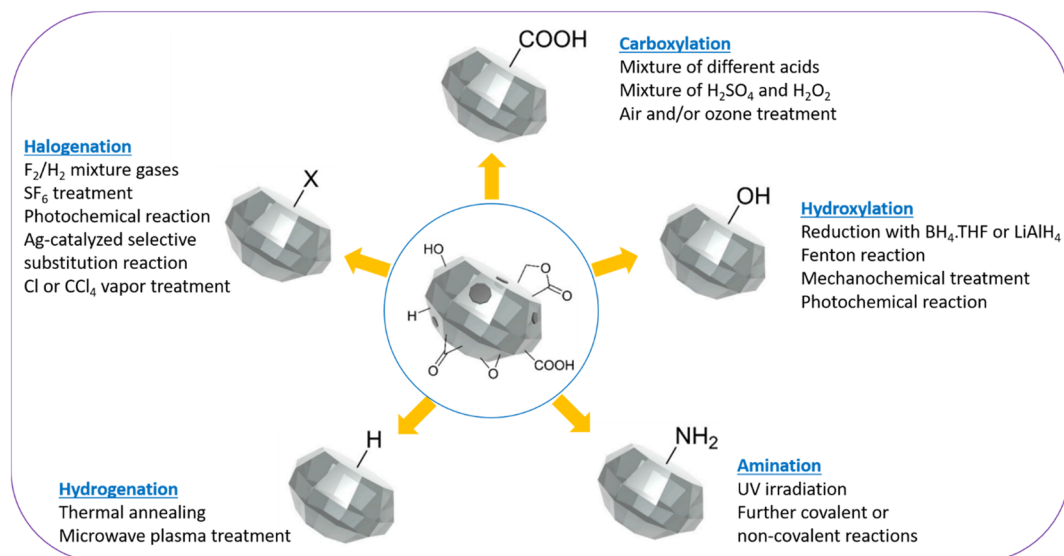 COOH
Carboxylation
Mixture of different acids
Mixture of H₂SO₄ and H₂O₂
Air and/or ozone treatment
Halogenation
F₂/H₂ mixture gases
SF₆ treatment
Photochemical reaction
Ag-catalyzed selective
substitution reaction
Cl or CCl₄ vapor treatment
X
OH
Hydroxylation
Reduction with BH₄.THF or LiAlH₄
Fenton reaction
Mechanochemical treatment
Photochemical reaction
HO
O
O
H
O
O
COOH
H
Hydrogenation
Thermal annealing
Microwave plasma treatment
NH₂
Amination
UV irradiation
Further covalent or
non-covalent reactions